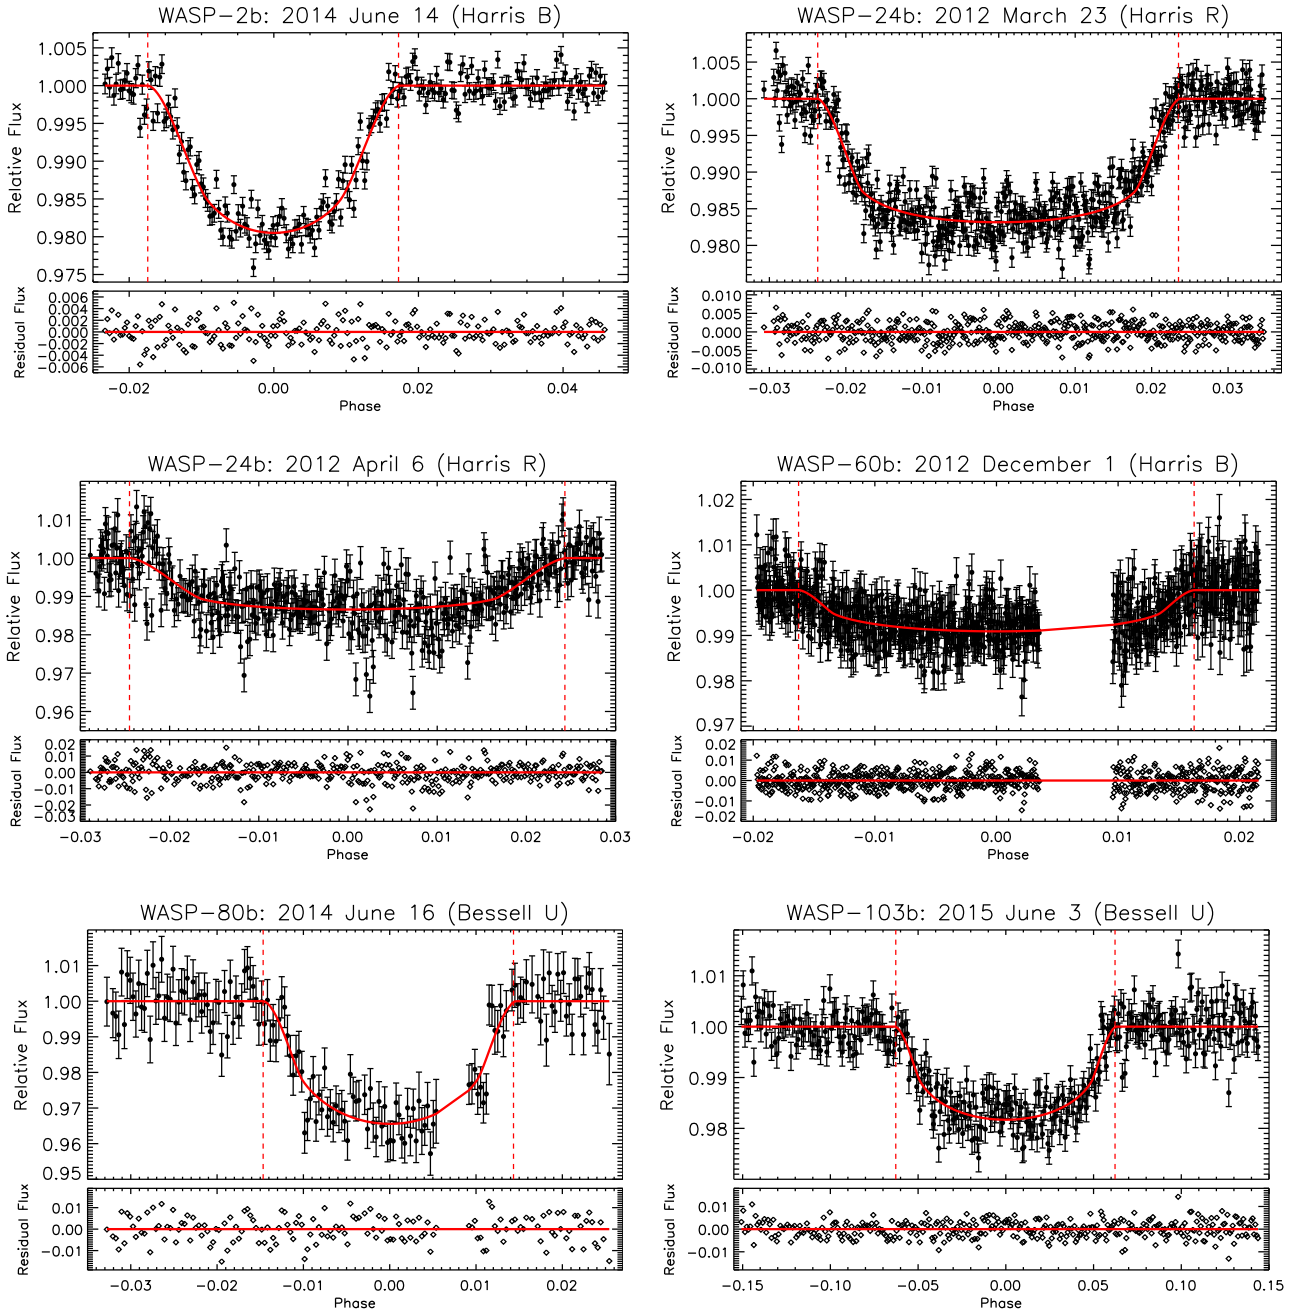 WASP-2b: 2014 June 14 (Harris B)
Relative Flux
1.005
1.000
0.995
0.990
0.985
0.980
0.975
Residual Flux
0.006
0.004
0.002
0.000
-0.002
-0.004
-0.006
-0.02 0.00 0.02 0.04
Phase
WASP-24b: 2012 March 23 (Harris R)
Relative Flux
1.005
1.000
0.995
0.990
0.985
0.980
Residual Flux
0.010
0.005
0.000
-0.005
-0.010
-0.03 -0.02 -0.01 0.00 0.01 0.02 0.03
Phase
WASP-24b: 2012 April 6 (Harris R)
Relative Flux
1.01
1.00
0.99
0.98
0.97
0.96
Residual Flux
0.02
0.01
0.00
-0.01
-0.02
-0.03
-0.03 -0.02 -0.01 0.00 0.01 0.02 0.03
Phase
WASP-60b: 2012 December 1 (Harris B)
Relative Flux
1.02
1.01
1.00
0.99
0.98
0.97
Residual Flux
0.02
0.01
0.00
-0.01
-0.02
-0.02 -0.01 0.00 0.01 0.02
Phase
WASP-80b: 2014 June 16 (Bessell U)
Relative Flux
1.01
1.00
0.99
0.98
0.97
0.96
0.95
Residual Flux
0.01
0.00
-0.01
-0.03 -0.02 -0.01 0.00 0.01 0.02
Phase
WASP-103b: 2015 June 3 (Bessell U)
Relative Flux
1.01
1.00
0.99
0.98
Residual Flux
0.01
0.00
-0.01
-0.15 -0.10 -0.05 0.00 0.05 0.10 0.15
Phase